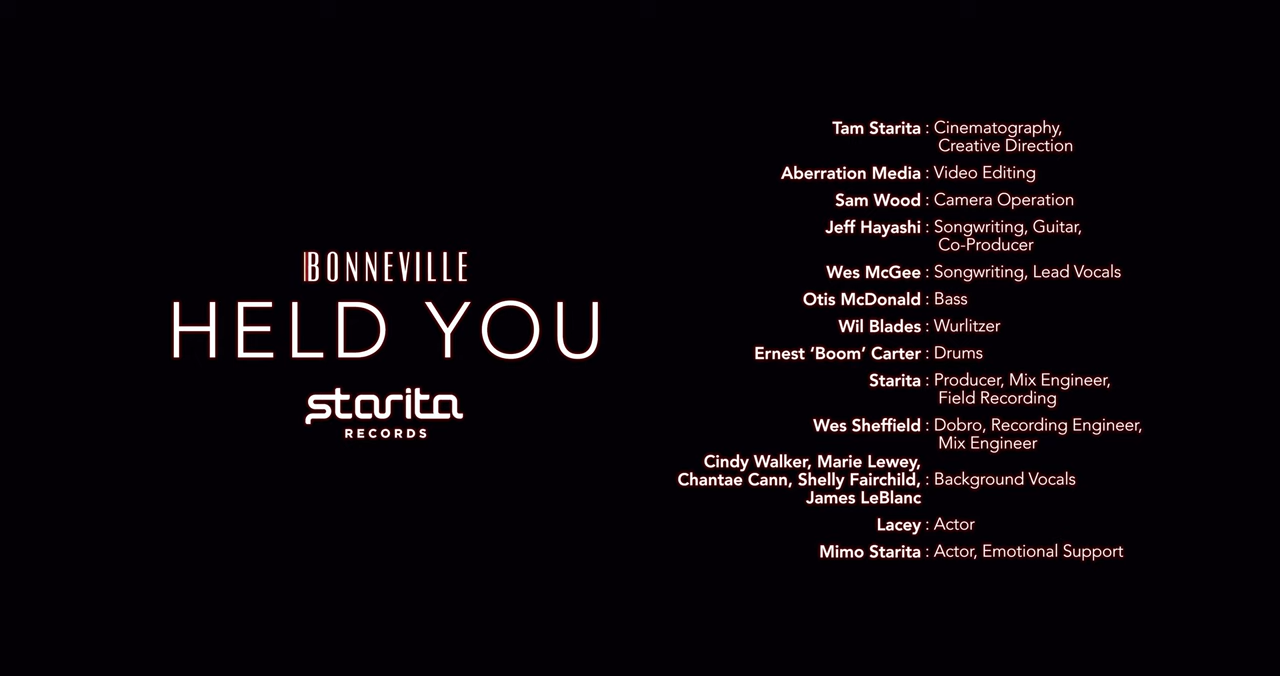 BONNEVILLE
HELD YOU
starita
RECORDS
Tam Starita : Cinematography,
Creative Direction
Aberration Media : Video Editing
Sam Wood : Camera Operation
Jeff Hayashi : Songwriting, Guitar,
Co-Producer
Wes McGee : Songwriting, Lead Vocals
Otis McDonald : Bass
Wil Blades : Wurlitzer
Ernest ‘Boom’ Carter : Drums
Starita : Producer, Mix Engineer,
Field Recording
Wes Sheffield : Dobro, Recording Engineer,
Mix Engineer
Cindy Walker, Marie Lewey,
Chantae Cann, Shelly Fairchild, : Background Vocals
James LeBlanc
Lacey : Actor
Mimo Starita : Actor, Emotional Support